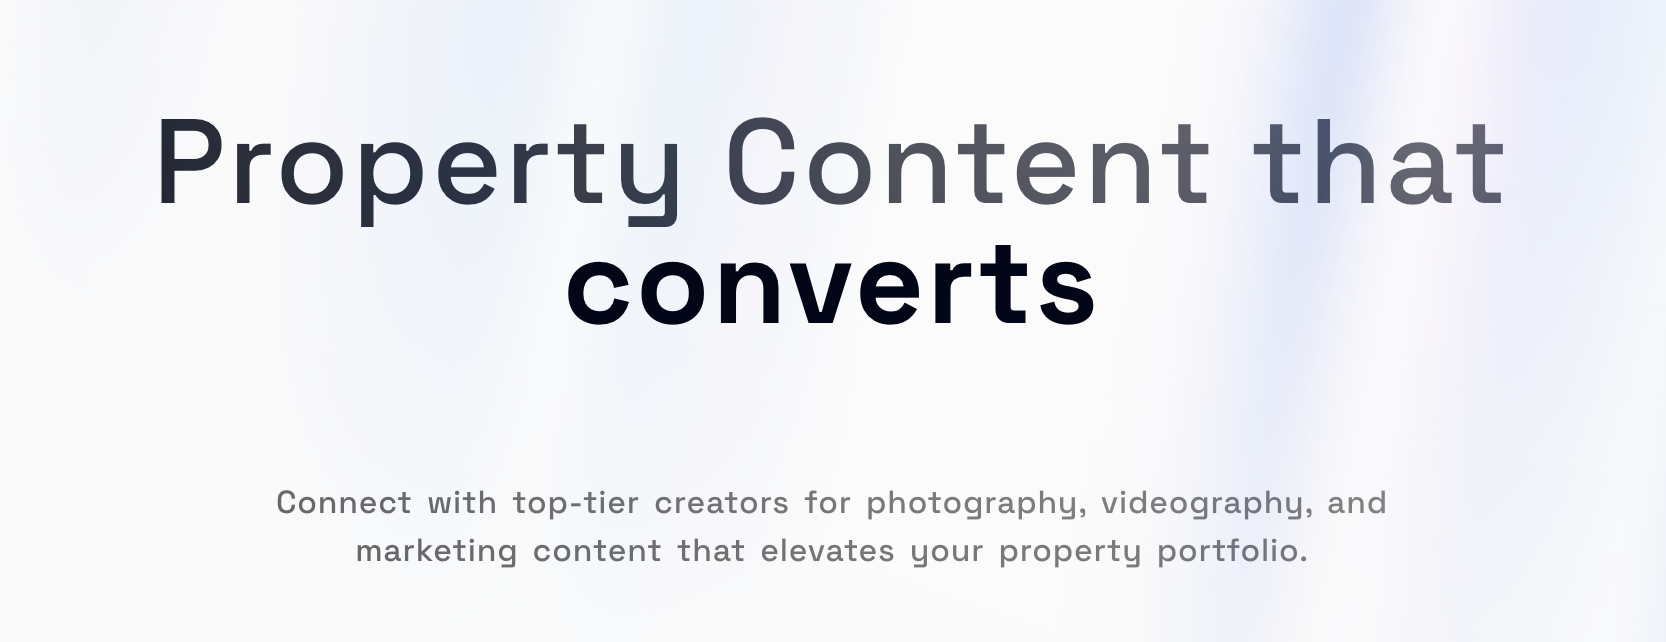 Property Content that
converts
Connect with top-tier creators for photography, videography, and
marketing content that elevates your property portfolio.